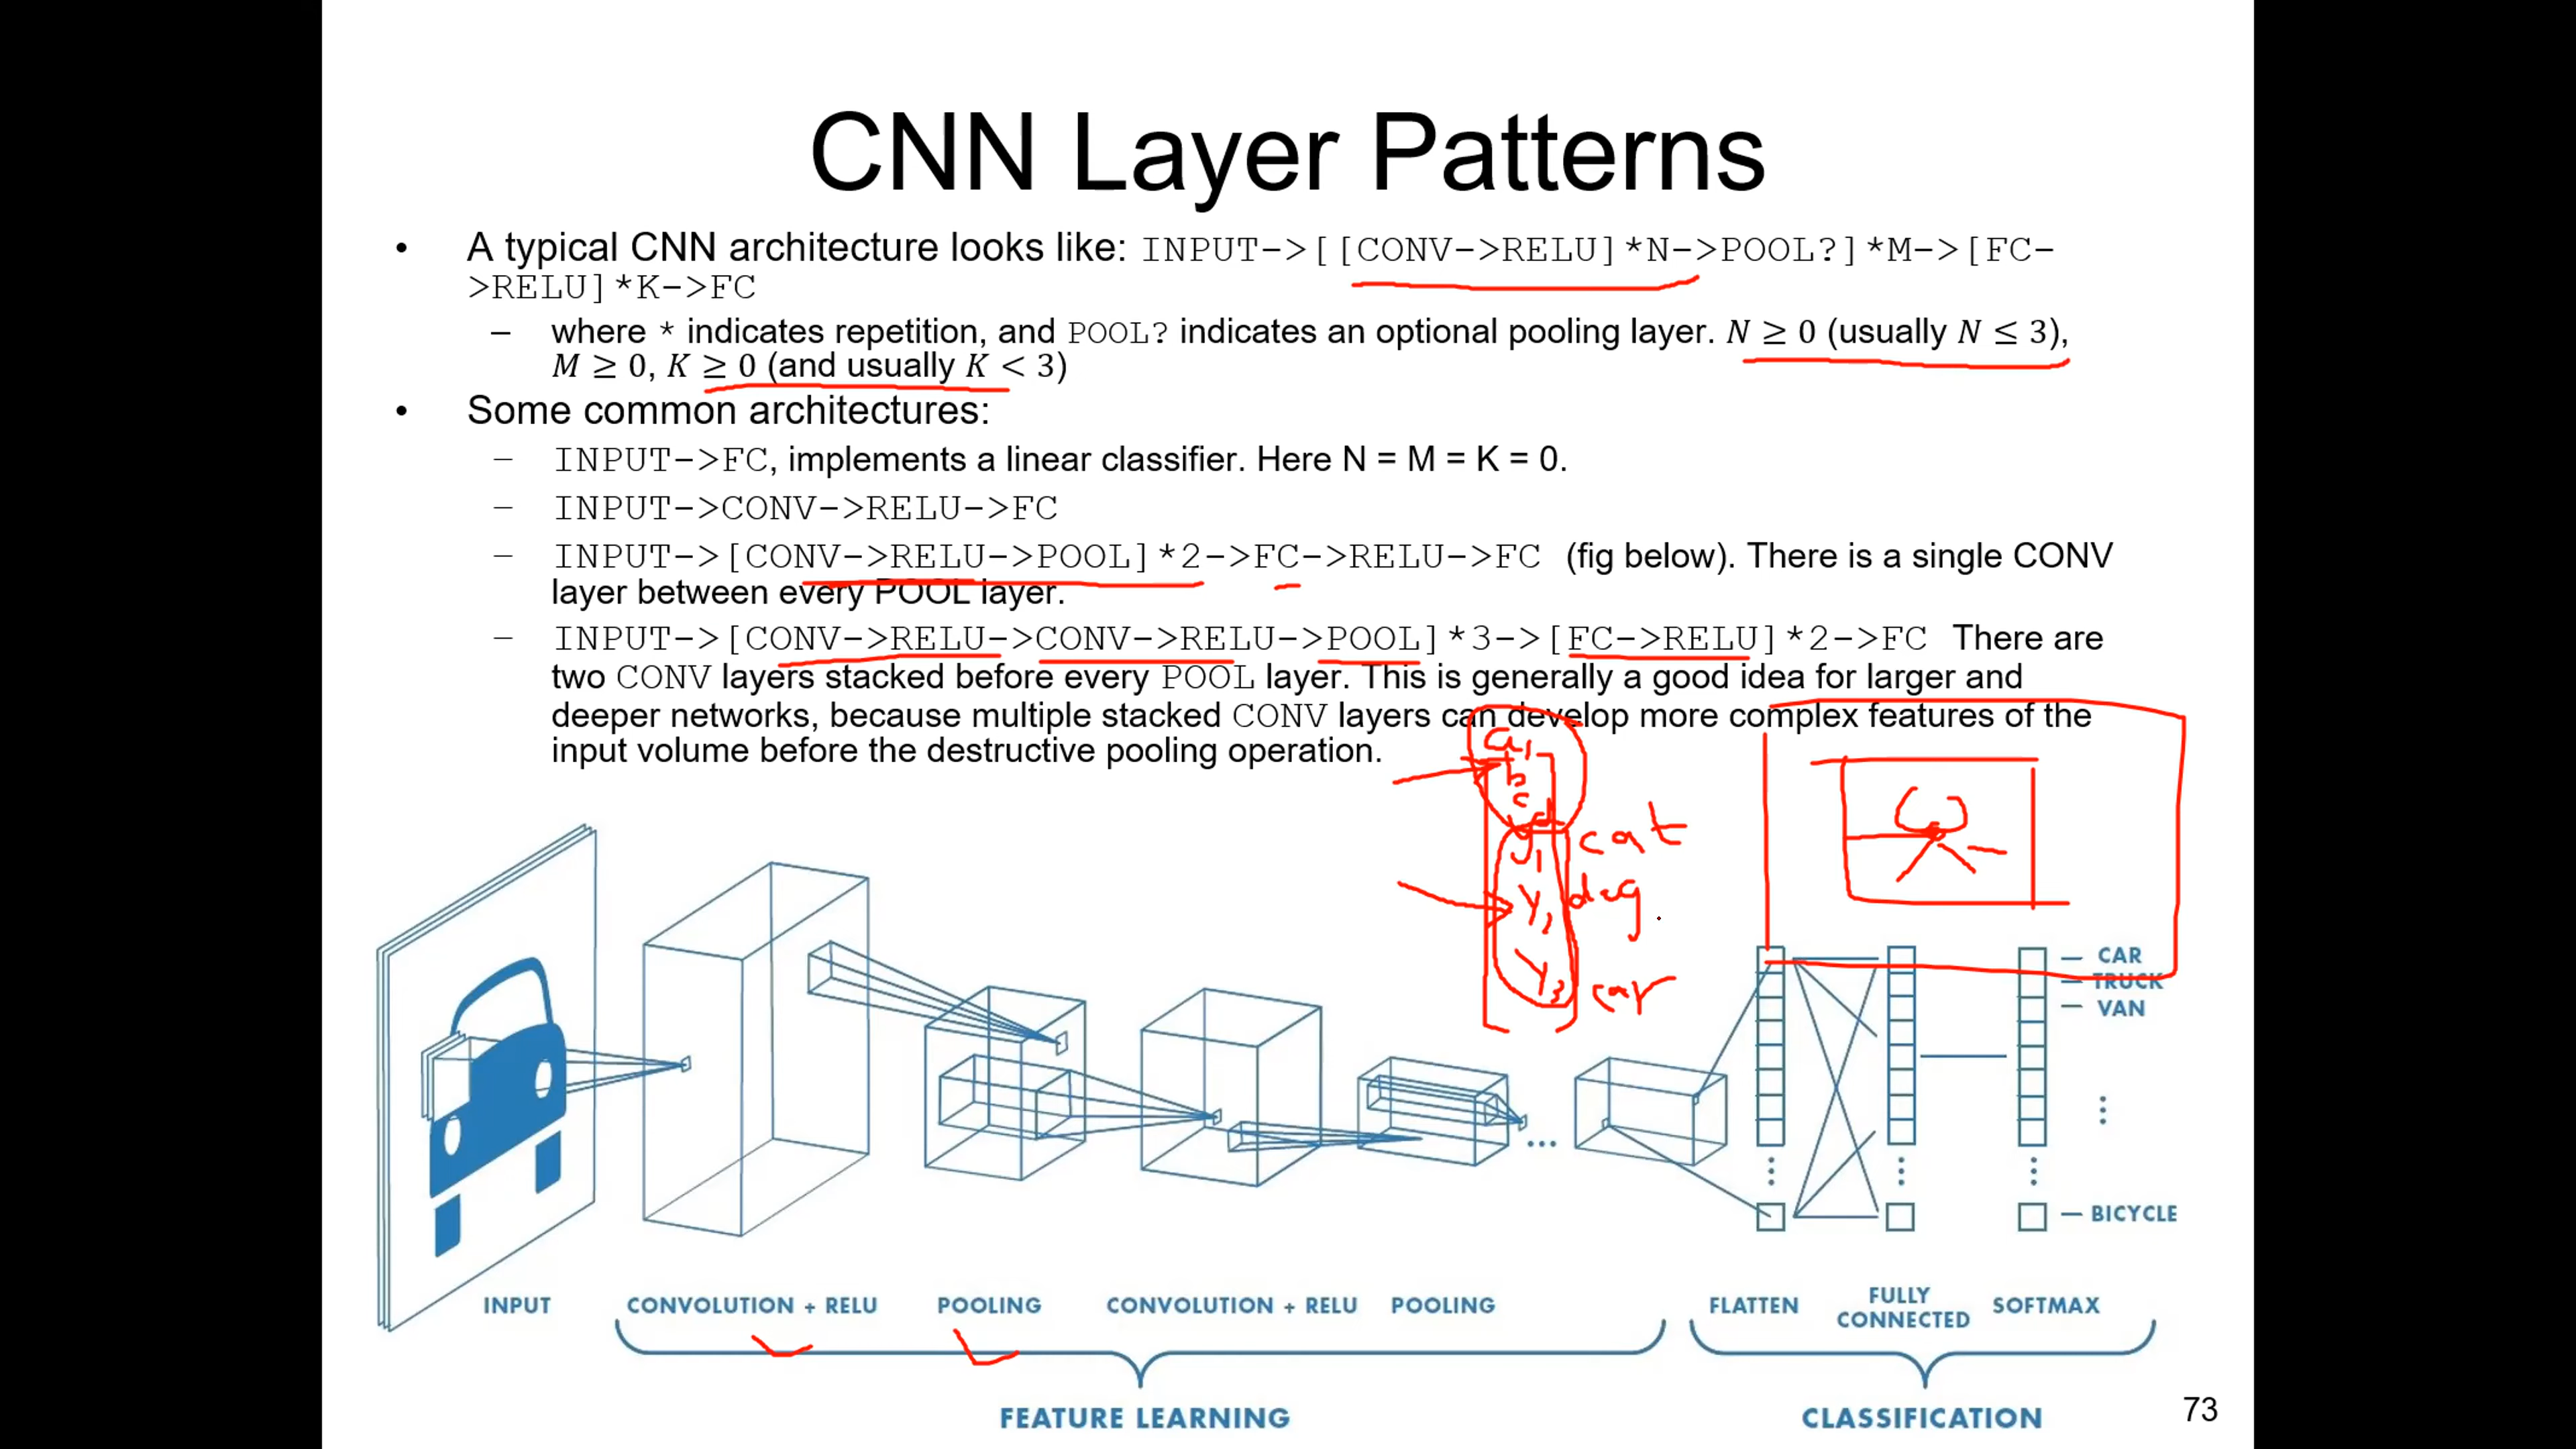 CNN Layer Patterns
• A typical CNN architecture looks like: INPUT->[[CONV->RELU]*N->POOL?]*M->[FC-
>RELU]*K->FC
– where * indicates repetition, and POOL? indicates an optional pooling layer. N ≥ 0 (usually N ≤ 3),
M ≥ 0, K ≥ 0 (and usually K < 3)
• Some common architectures:
– INPUT->FC, implements a linear classifier. Here N = M = K = 0.
– INPUT->CONV->RELU->FC
– INPUT->[CONV->RELU->POOL]*2->FC->RELU->FC (fig below). There is a single CONV
layer between every POOL layer.
– INPUT->[CONV->RELU->CONV->RELU->POOL]*3->[FC->RELU]*2->FC There are
two CONV layers stacked before every POOL layer. This is generally a good idea for larger and
deeper networks, because multiple stacked CONV layers can develop more complex features of the
input volume before the destructive pooling operation.
a1
b
c
d
y1 cat
y, dog
y3 car
CAR
TRUCK
VAN
BICYCLE
INPUT CONVOLUTION + RELU POOLING CONVOLUTION + RELU POOLING FLATTEN FULLY CONNECTED SOFTMAX
FEATURE LEARNING CLASSIFICATION
73